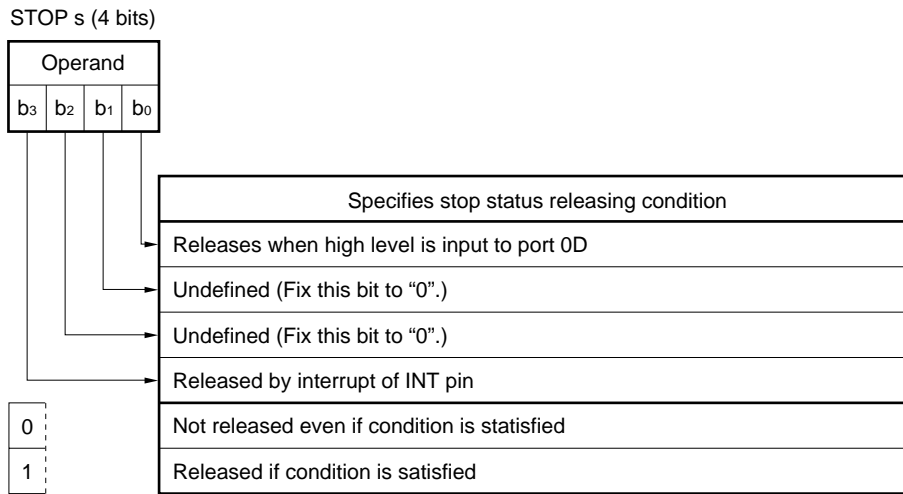 STOP s (4 bits)
Operand
b3 b2 b1 b0
Specifies stop status releasing condition
Releases when high level is input to port 0D
Undefined (Fix this bit to “0”.)
Undefined (Fix this bit to “0”.)
Released by interrupt of INT pin
0 Not released even if condition is statisfied
1 Released if condition is satisfied